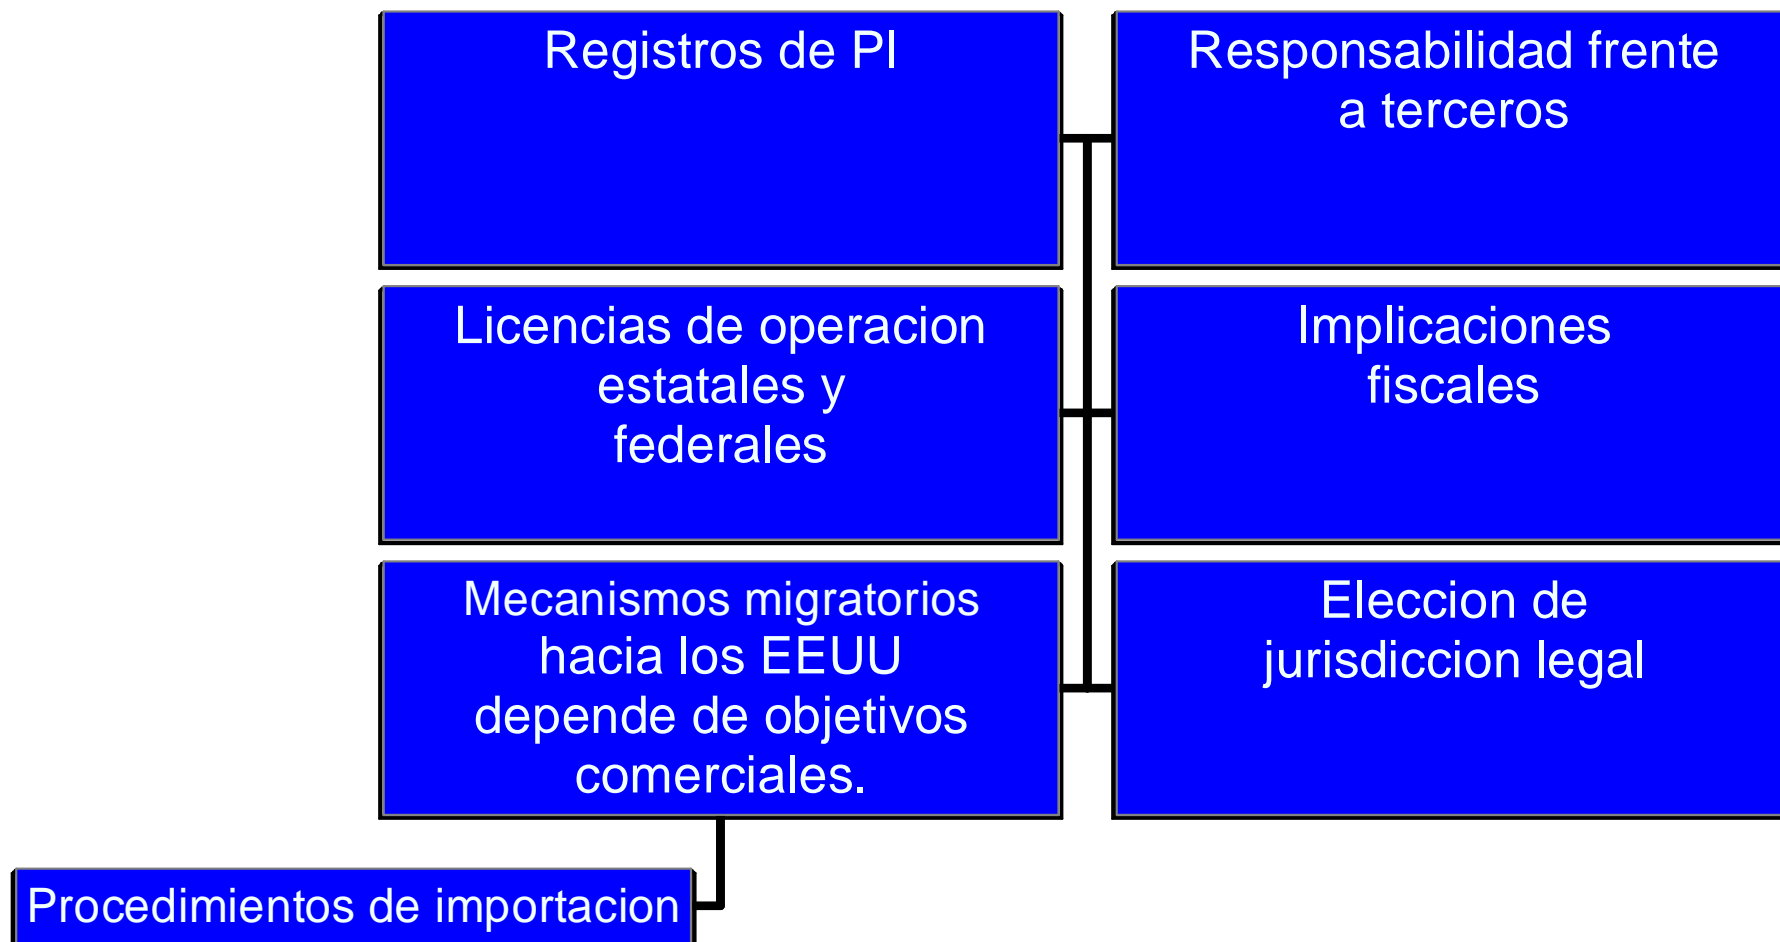 Registros de PI
Responsabilidad frente
a terceros
Licencias de operacion
estatales y
federales
Implicaciones
fiscales
Mecanismos migratorios
hacia los EEUU
depende de objetivos
comerciales.
Eleccion de
jurisdiccion legal
Procedimientos de importacion